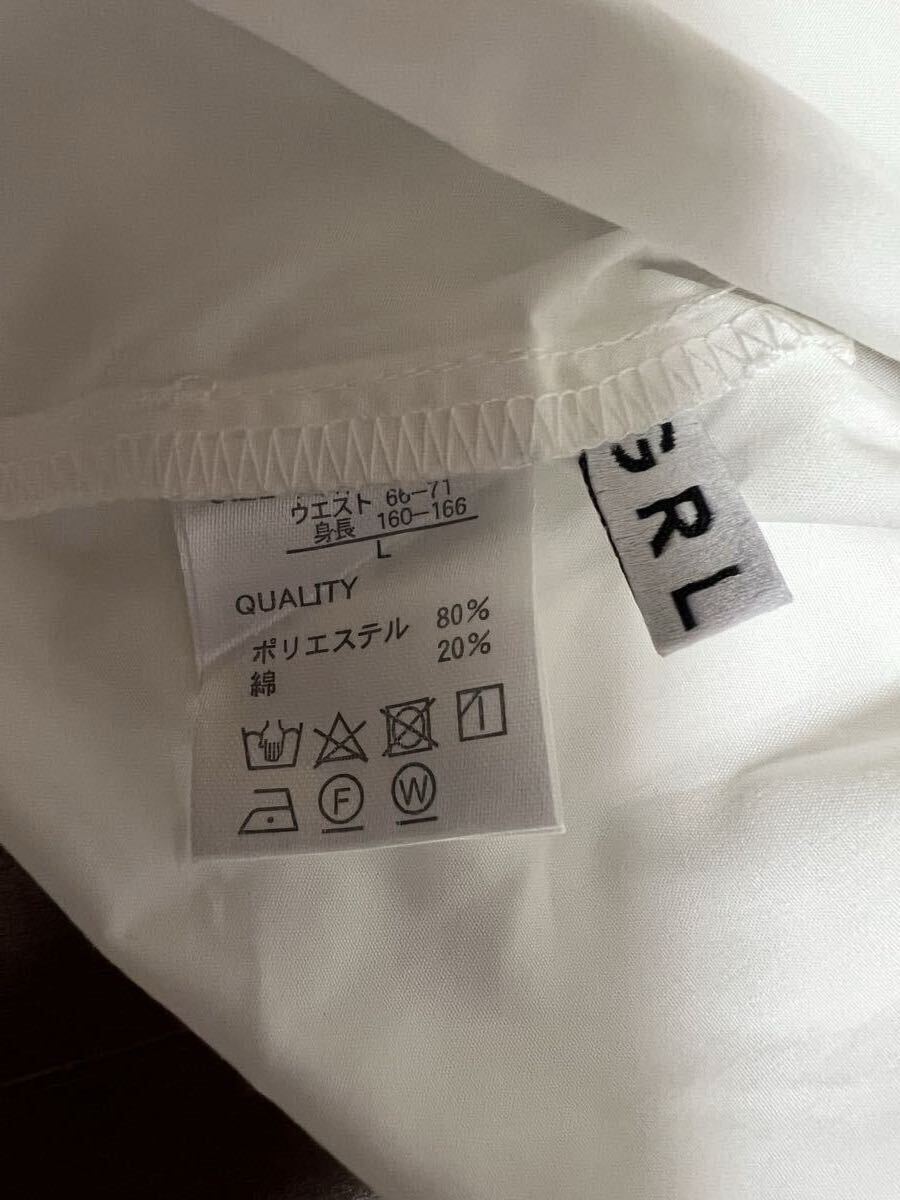 ウエスト 66-71
身長 160-166
L
QUALITY
ポリエステル 80%
綿 20%
F W
GRL